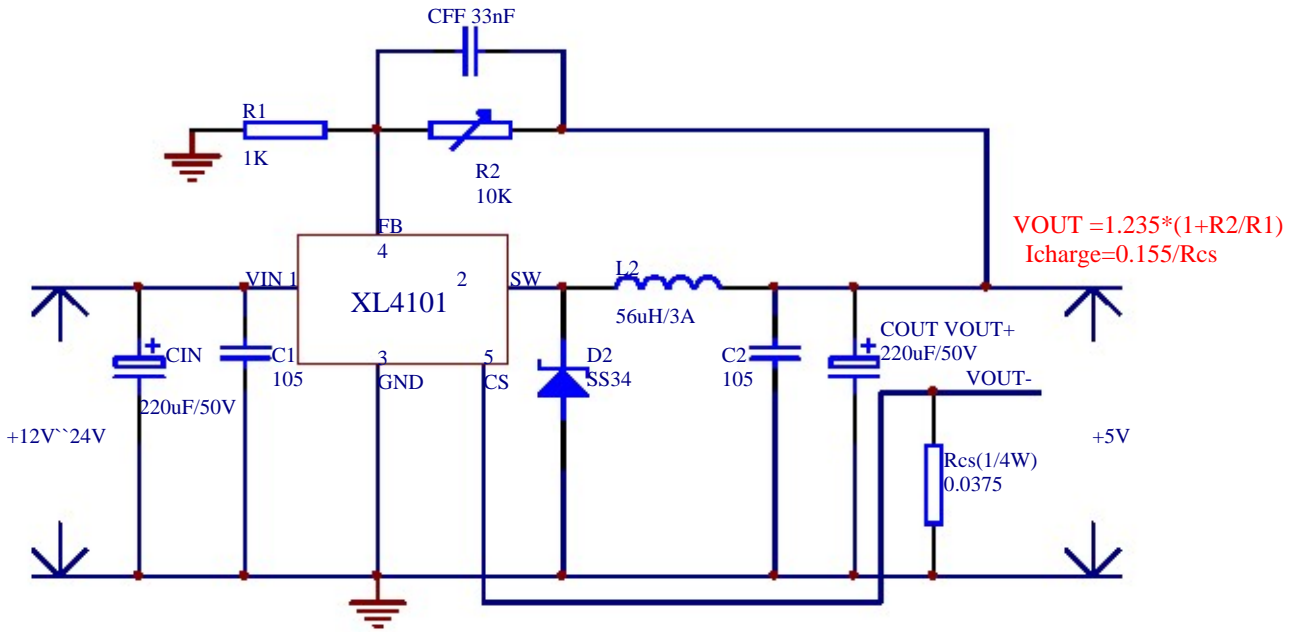 CFF 33nF
R1
1K
R2
10K
VOUT =1.235*(1+R2/R1)
Icharge=0.155/Rcs
FB
4
VIN 1
2
SW
XL4101
3
GND
5
CS
L2
56uH/3A
CIN
220uF/50V
C1
105
D2
SS34
C2
105
COUT VOUT+
220uF/50V
VOUT-
+12V``24V
+5V
Rcs(1/4W)
0.0375